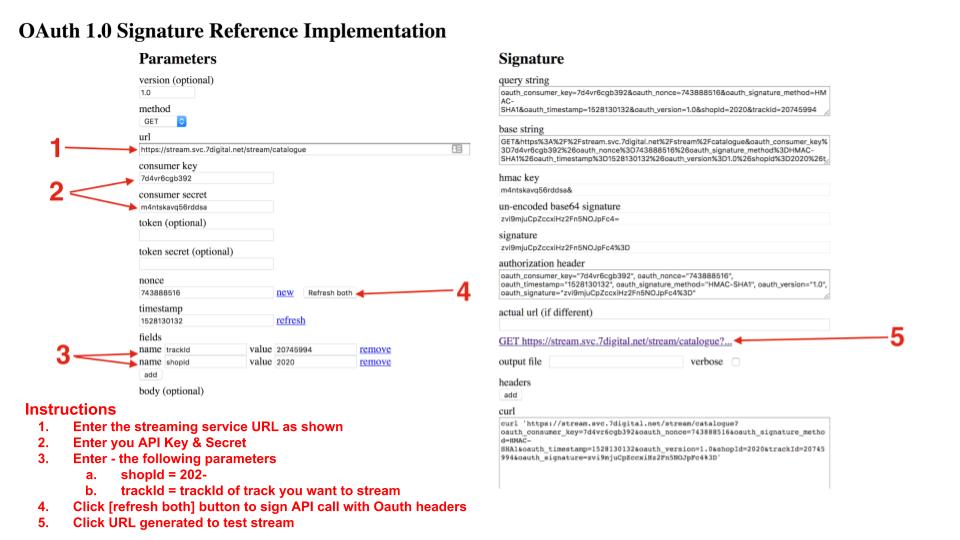 OAuth 1.0 Signature Reference Implementation
Parameters
version (optional)
1.0
method
GET
1
url
https://stream.svc.7digital.net/stream/catalogue
consumer key
7d4vr6cgb392
2
consumer secret
m4ntskavq56rddsa
token (optional)
token secret (optional)
nonce
743888516 new Refresh both
4
timestamp
1528130132 refresh
fields
3
name trackId value 20745994 remove
name shopId value 2020 remove
add
body (optional)
Signature
query string
oauth_consumer_key=7d4vr6cgb392&oauth_nonce=743888516&oauth_signature_method=HM
AC-
SHA1&oauth_timestamp=1528130132&oauth_version=1.0&shopId=2020&trackId=20745994
base string
GET&https%3A%2F%2Fstream.svc.7digital.net%2Fstream%2Fcatalogue&oauth_consumer_key%
3D7d4vr6cgb392%26oauth_nonce%3D743888516%26oauth_signature_method%3DHMAC-
SHA1%26oauth_timestamp%3D1528130132%26oauth_version%3D1.0%26shopId%3D2020%26t
hmac key
m4ntskavq56rddsa&
un-encoded base64 signature
zvi9mjuCpZccxiHz2Fn5NOJpFc4=
signature
zvi9mjuCpZccxiHz2Fn5NOJpFc4%3D
authorization header
oauth_consumer_key="7d4vr6cgb392", oauth_nonce="743888516",
oauth_timestamp="1528130132", oauth_signature_method="HMAC-SHA1", oauth_version="1.0",
oauth_signature="zvi9mjuCpZccxiHz2Fn5NOJpFc4%3D"
actual url (if different)
GET https://stream.svc.7digital.net/stream/catalogue?...
5
output file verbose
headers
add
curl
curl 'https://stream.svc.7digital.net/stream/catalogue?
oauth_consumer_key=7d4vr6cgb392&oauth_nonce=743888516&oauth_signature_metho
d=HMAC-
SHA1&oauth_timestamp=1528130132&oauth_version=1.0&shopId=2020&trackId=20745
994&oauth_signature=zvi9mjuCpZccxiHz2Fn5NOJpFc4%3D'
Instructions
1. Enter the streaming service URL as shown
2. Enter you API Key & Secret
3. Enter - the following parameters
a. shopId = 202-
b. trackId = trackId of track you want to stream
4. Click [refresh both] button to sign API call with Oauth headers
5. Click URL generated to test stream